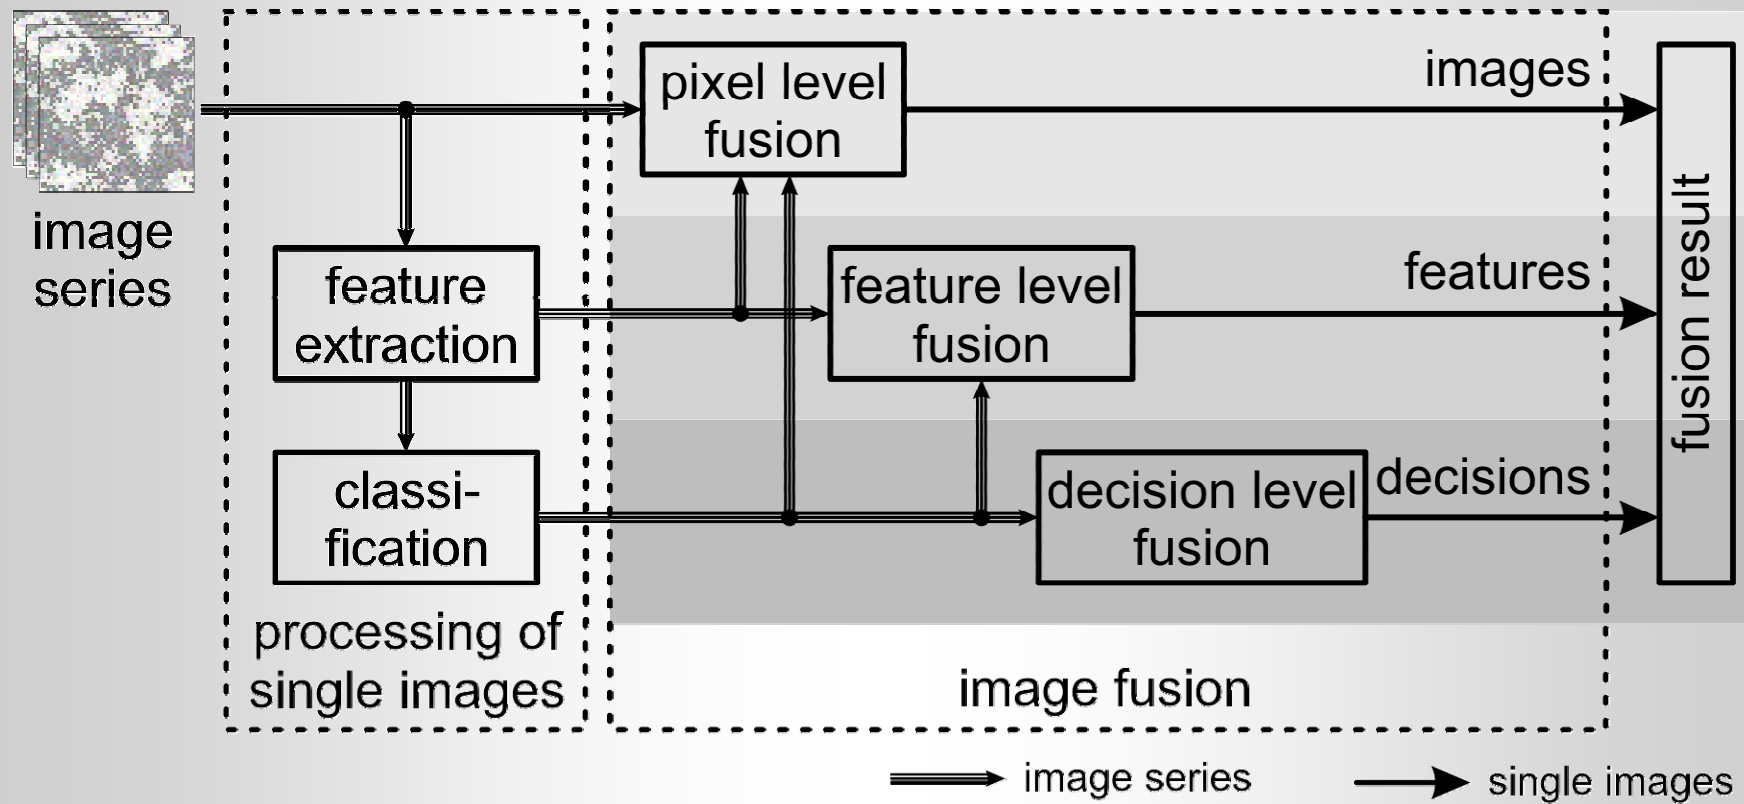 image
series
feature
extraction
classi-
fication
processing of
single images
pixel level
fusion
images
feature level
fusion
features
decision level
fusion
decisions
image fusion
fusion result
image series
single images